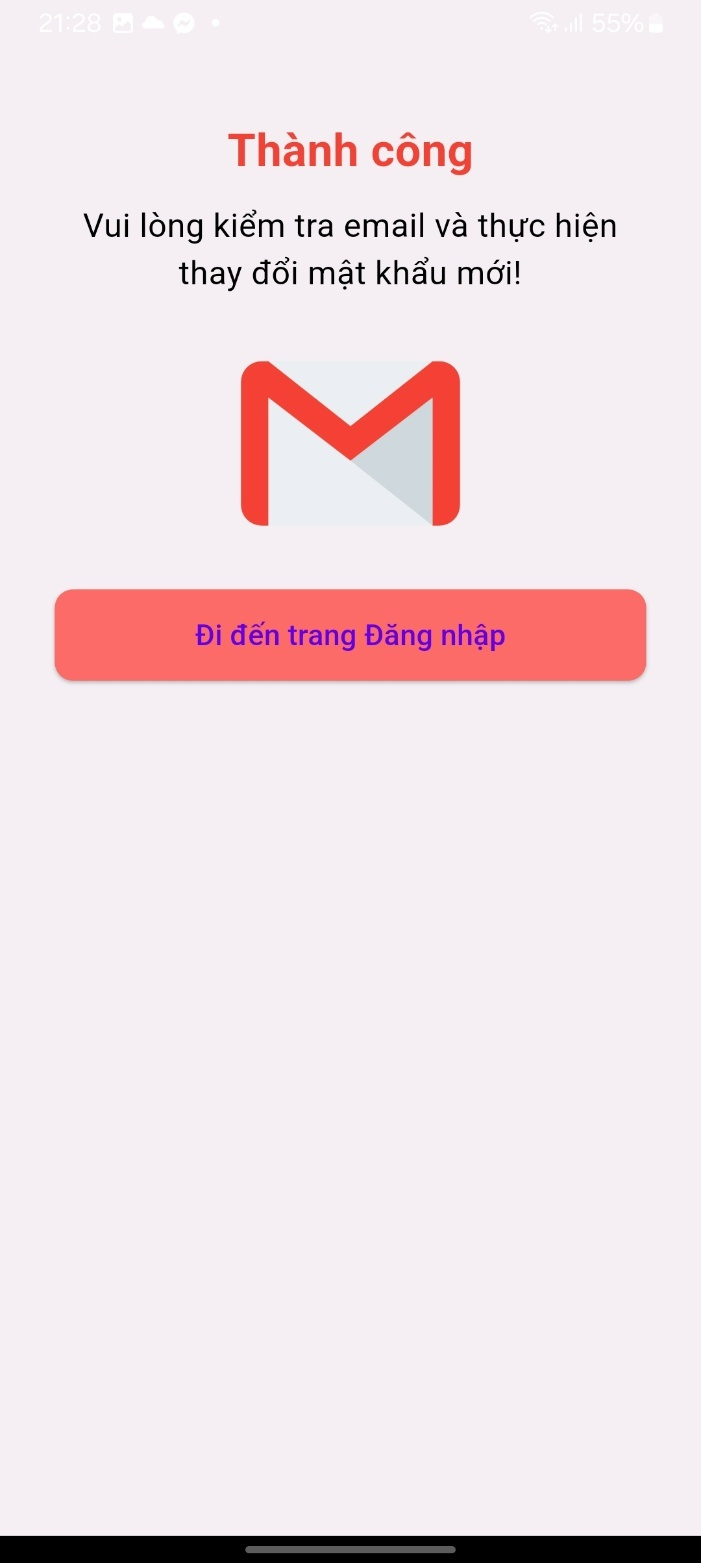 21:28 55%
Thành công
Vui lòng kiểm tra email và thực hiện
thay đổi mật khẩu mới!
Đi đến trang Đăng nhập